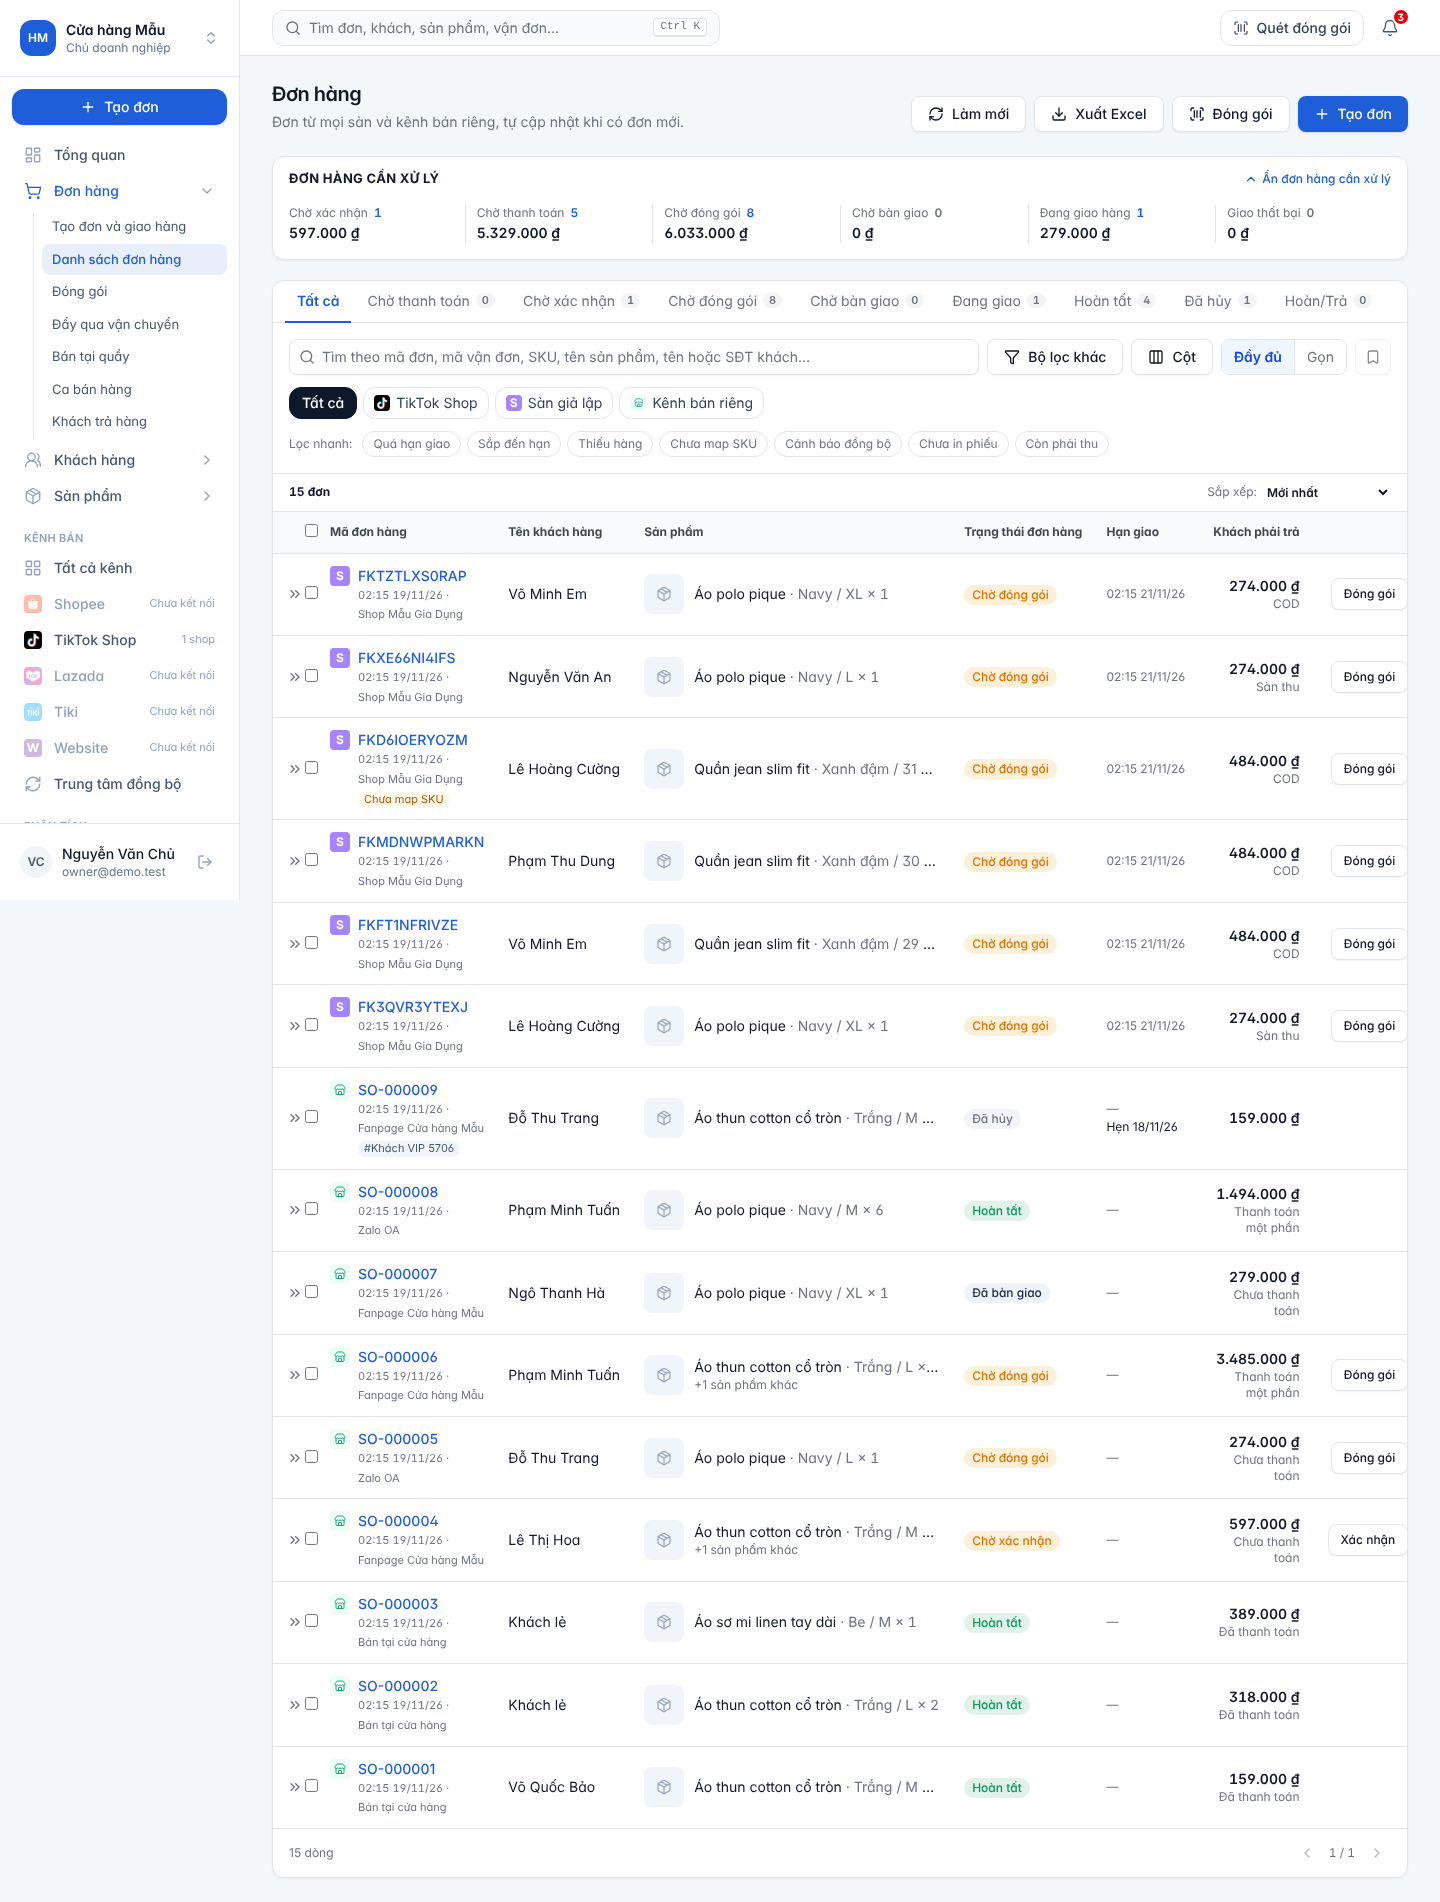 HM
Cửa hàng Mẫu
Chủ doanh nghiệp
Tìm đơn, khách, sản phẩm, vận đơn...
Ctrl K
Quét đóng gói
3
Tạo đơn
Tổng quan
Đơn hàng
Tạo đơn và giao hàng
Danh sách đơn hàng
Đóng gói
Đẩy qua vận chuyển
Bán tại quầy
Ca bán hàng
Khách trả hàng
Khách hàng
Sản phẩm
KÊNH BÁN
Tất cả kênh
Shopee Chưa kết nối
TikTok Shop 1 shop
Lazada Chưa kết nối
Tiki Chưa kết nối
W Website Chưa kết nối
Trung tâm đồng bộ
VC
Nguyễn Văn Chủ
owner@demo.test
Đơn hàng
Đơn từ mọi sàn và kênh bán riêng, tự cập nhật khi có đơn mới.
Làm mới
Xuất Excel
Đóng gói
Tạo đơn
ĐƠN HÀNG CẦN XỬ LÝ
Ẩn đơn hàng cần xử lý
Chờ xác nhận 1 Chờ thanh toán 5 Chờ đóng gói 8 Chờ bàn giao 0 Đang giao hàng 1 Giao thất bại 0
597.000 ₫ 5.329.000 ₫ 6.033.000 ₫ 0 ₫ 279.000 ₫ 0 ₫
Tất cả Chờ thanh toán 0 Chờ xác nhận 1 Chờ đóng gói 8 Chờ bàn giao 0 Đang giao 1 Hoàn tất 4 Đã hủy 1 Hoàn/Trả 0
Tìm theo mã đơn, mã vận đơn, SKU, tên sản phẩm, tên hoặc SĐT khách...
Bộ lọc khác
Cột
Đầy đủ Gọn
Tất cả TikTok Shop S Sàn giả lập Kênh bán riêng
Lọc nhanh: Quá hạn giao Sắp đến hạn Thiếu hàng Chưa map SKU Cảnh báo đồng bộ Chưa in phiếu Còn phải thu
15 đơn
Sắp xếp: Mới nhất
Mã đơn hàng Tên khách hàng Sản phẩm Trạng thái đơn hàng Hạn giao Khách phải trả
S FKTZTLXS0RAP
02:15 19/11/26 ·
Shop Mẫu Gia Dụng
Võ Minh Em
Áo polo pique · Navy / XL × 1
Chờ đóng gói
02:15 21/11/26
274.000 ₫
COD
Đóng gói
S FKXE66NI4IFS
02:15 19/11/26 ·
Shop Mẫu Gia Dụng
Nguyễn Văn An
Áo polo pique · Navy / L × 1
Chờ đóng gói
02:15 21/11/26
274.000 ₫
Sàn thu
Đóng gói
S FKD6IOERYOZM
02:15 19/11/26 ·
Shop Mẫu Gia Dụng
Chưa map SKU
Lê Hoàng Cường
Quần jean slim fit · Xanh đậm / 31 ...
Chờ đóng gói
02:15 21/11/26
484.000 ₫
COD
Đóng gói
S FKMDNWPMARKN
02:15 19/11/26 ·
Shop Mẫu Gia Dụng
Phạm Thu Dung
Quần jean slim fit · Xanh đậm / 30 ...
Chờ đóng gói
02:15 21/11/26
484.000 ₫
COD
Đóng gói
S FKFT1NFRIVZE
02:15 19/11/26 ·
Shop Mẫu Gia Dụng
Võ Minh Em
Quần jean slim fit · Xanh đậm / 29 ...
Chờ đóng gói
02:15 21/11/26
484.000 ₫
COD
Đóng gói
S FK3QVR3YTEXJ
02:15 19/11/26 ·
Shop Mẫu Gia Dụng
Lê Hoàng Cường
Áo polo pique · Navy / XL × 1
Chờ đóng gói
02:15 21/11/26
274.000 ₫
Sàn thu
Đóng gói
SO-000009
02:15 19/11/26 ·
Fanpage Cửa hàng Mẫu
#Khách VIP 5706
Đỗ Thu Trang
Áo thun cotton cổ tròn · Trắng / M ...
Đã hủy
—
Hẹn 18/11/26
159.000 ₫
SO-000008
02:15 19/11/26 ·
Zalo OA
Phạm Minh Tuấn
Áo polo pique · Navy / M × 6
Hoàn tất
—
1.494.000 ₫
Thanh toán
một phần
SO-000007
02:15 19/11/26 ·
Fanpage Cửa hàng Mẫu
Ngô Thanh Hà
Áo polo pique · Navy / XL × 1
Đã bàn giao
—
279.000 ₫
Chưa thanh
toán
SO-000006
02:15 19/11/26 ·
Fanpage Cửa hàng Mẫu
Phạm Minh Tuấn
Áo thun cotton cổ tròn · Trắng / L ×...
+1 sản phẩm khác
Chờ đóng gói
—
3.485.000 ₫
Thanh toán
một phần
Đóng gói
SO-000005
02:15 19/11/26 ·
Zalo OA
Đỗ Thu Trang
Áo polo pique · Navy / L × 1
Chờ đóng gói
—
274.000 ₫
Chưa thanh
toán
Đóng gói
SO-000004
02:15 19/11/26 ·
Fanpage Cửa hàng Mẫu
Lê Thị Hoa
Áo thun cotton cổ tròn · Trắng / M ...
+1 sản phẩm khác
Chờ xác nhận
—
597.000 ₫
Chưa thanh
toán
Xác nhận
SO-000003
02:15 19/11/26 ·
Bán tại cửa hàng
Khách lẻ
Áo sơ mi linen tay dài · Be / M × 1
Hoàn tất
—
389.000 ₫
Đã thanh toán
SO-000002
02:15 19/11/26 ·
Bán tại cửa hàng
Khách lẻ
Áo thun cotton cổ tròn · Trắng / L × 2
Hoàn tất
—
318.000 ₫
Đã thanh toán
SO-000001
02:15 19/11/26 ·
Bán tại cửa hàng
Võ Quốc Bảo
Áo thun cotton cổ tròn · Trắng / M ...
Hoàn tất
—
159.000 ₫
Đã thanh toán
15 dòng
1 / 1